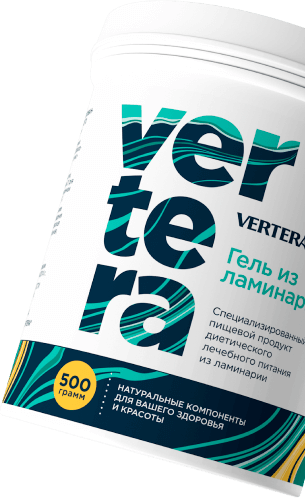 ver
te
ra
VERTERA
Гель из
ламинар
Специализированный
пищевой продукт
диетического
лечебного питания
из ламинарии
500
ГРАММ
НАТУРАЛЬНЫЕ КОМПОНЕНТЫ
ДЛЯ ВАШЕГО ЗДОРОВЬЯ
И КРАСОТЫ